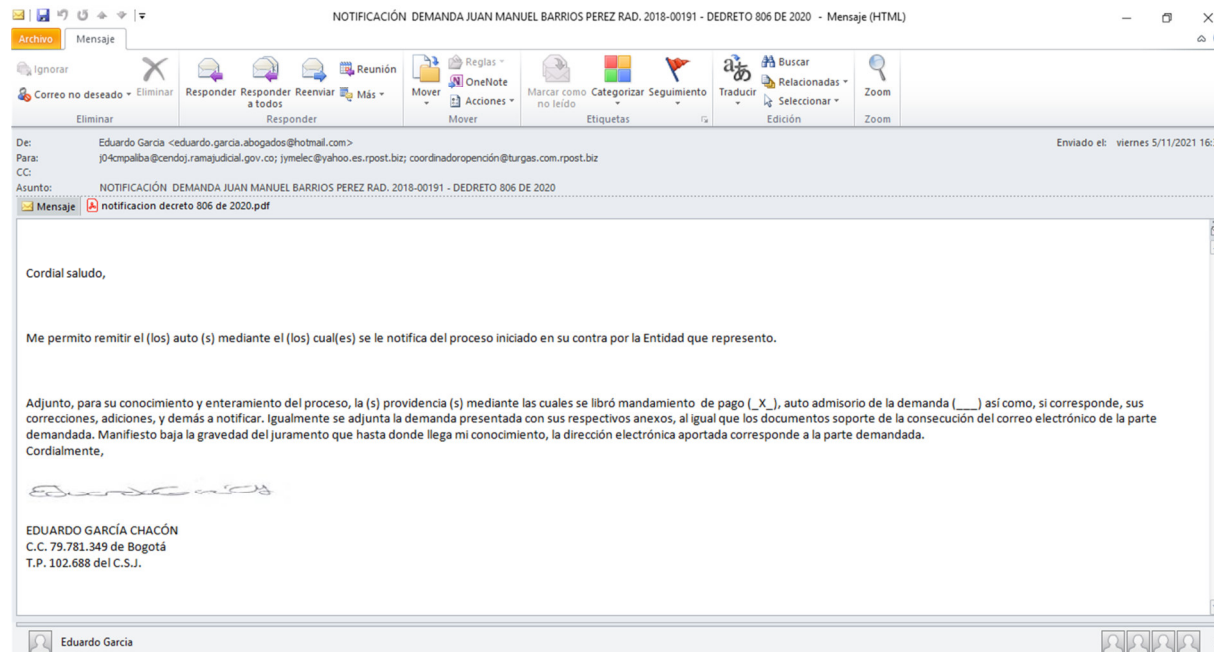 NOTIFICACIÓN DEMANDA JUAN MANUEL BARRIOS PEREZ RAD. 2018-00191 - DEDRETO 806 DE 2020 - Mensaje (HTML)
Archivo Mensaje
Ignorar
Correo no deseado
Eliminar
Eliminar
Responder
Responder a todos
Reenviar
Reunión
Más
Responder
Mover
Reglas
OneNote
Acciones
Mover
Marcar como no leído
Categorizar
Seguimiento
Etiquetas
Traducir
Buscar
Relacionadas
Seleccionar
Edición
Zoom
Zoom
De: Eduardo Garcia <eduardo.garcia.abogados@hotmail.com>
Enviado el: viernes 5/11/2021 16:
Para: j04cmpaliba@cendoj.ramajudicial.gov.co; jymelec@yahoo.es.rpost.biz; coordinadoropención@turgas.com.rpost.biz
CC:
Asunto: NOTIFICACIÓN DEMANDA JUAN MANUEL BARRIOS PEREZ RAD. 2018-00191 - DEDRETO 806 DE 2020
Mensaje notificacion decreto 806 de 2020.pdf
Cordial saludo,
Me permito remitir el (los) auto (s) mediante el (los) cual(es) se le notifica del proceso iniciado en su contra por la Entidad que represento.
Adjunto, para su conocimiento y enteramiento del proceso, la (s) providencia (s) mediante las cuales se libró mandamiento de pago (_X_), auto admisorio de la demanda (___) así como, si corresponde, sus
correcciones, adiciones, y demás a notificar. Igualmente se adjunta la demanda presentada con sus respectivos anexos, al igual que los documentos soporte de la consecución del correo electrónico de la parte
demandada. Manifiesto baja la gravedad del juramento que hasta donde llega mi conocimiento, la dirección electrónica aportada corresponde a la parte demandada.
Cordialmente,
EDUARDO GARCÍA CHACÓN
C.C. 79.781.349 de Bogotá
T.P. 102.688 del C.S.J.
Eduardo Garcia